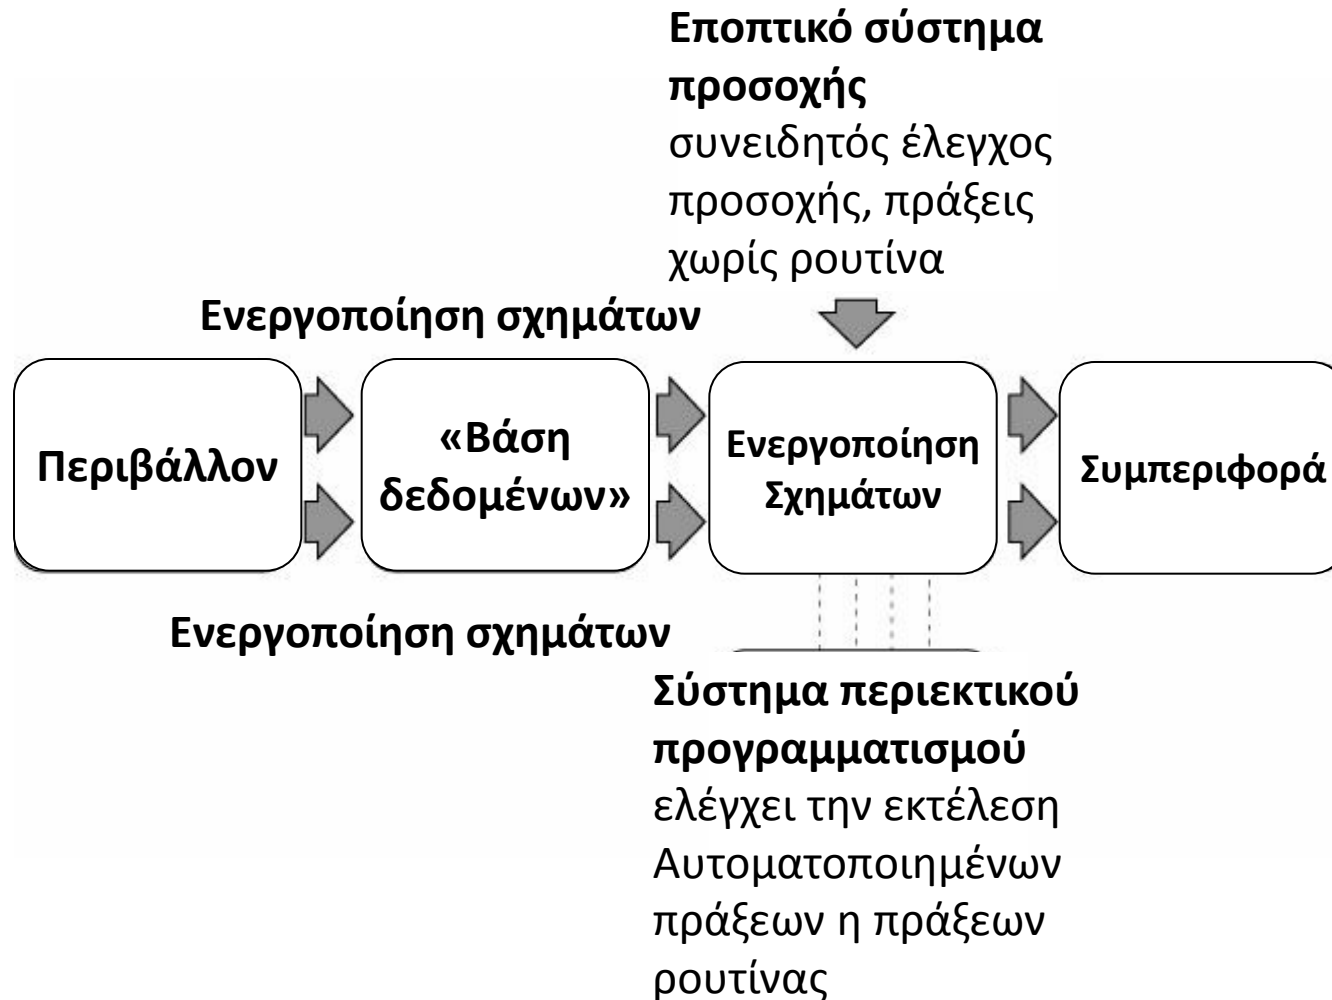 Εποπτικό σύστημα
προσοχής
συνειδητός έλεγχος
προσοχής, πράξεις
χωρίς ρουτίνα
Ενεργοποίηση σχημάτων
Περιβάλλον
«Βάση
δεδομένων»
Ενεργοποίηση
Σχημάτων
Συμπεριφορά
Ενεργοποίηση σχημάτων
Σύστημα περιεκτικού
προγραμματισμού
ελέγχει την εκτέλεση
Αυτοματοποιημένων
πράξεων η πράξεων
ρουτίνας